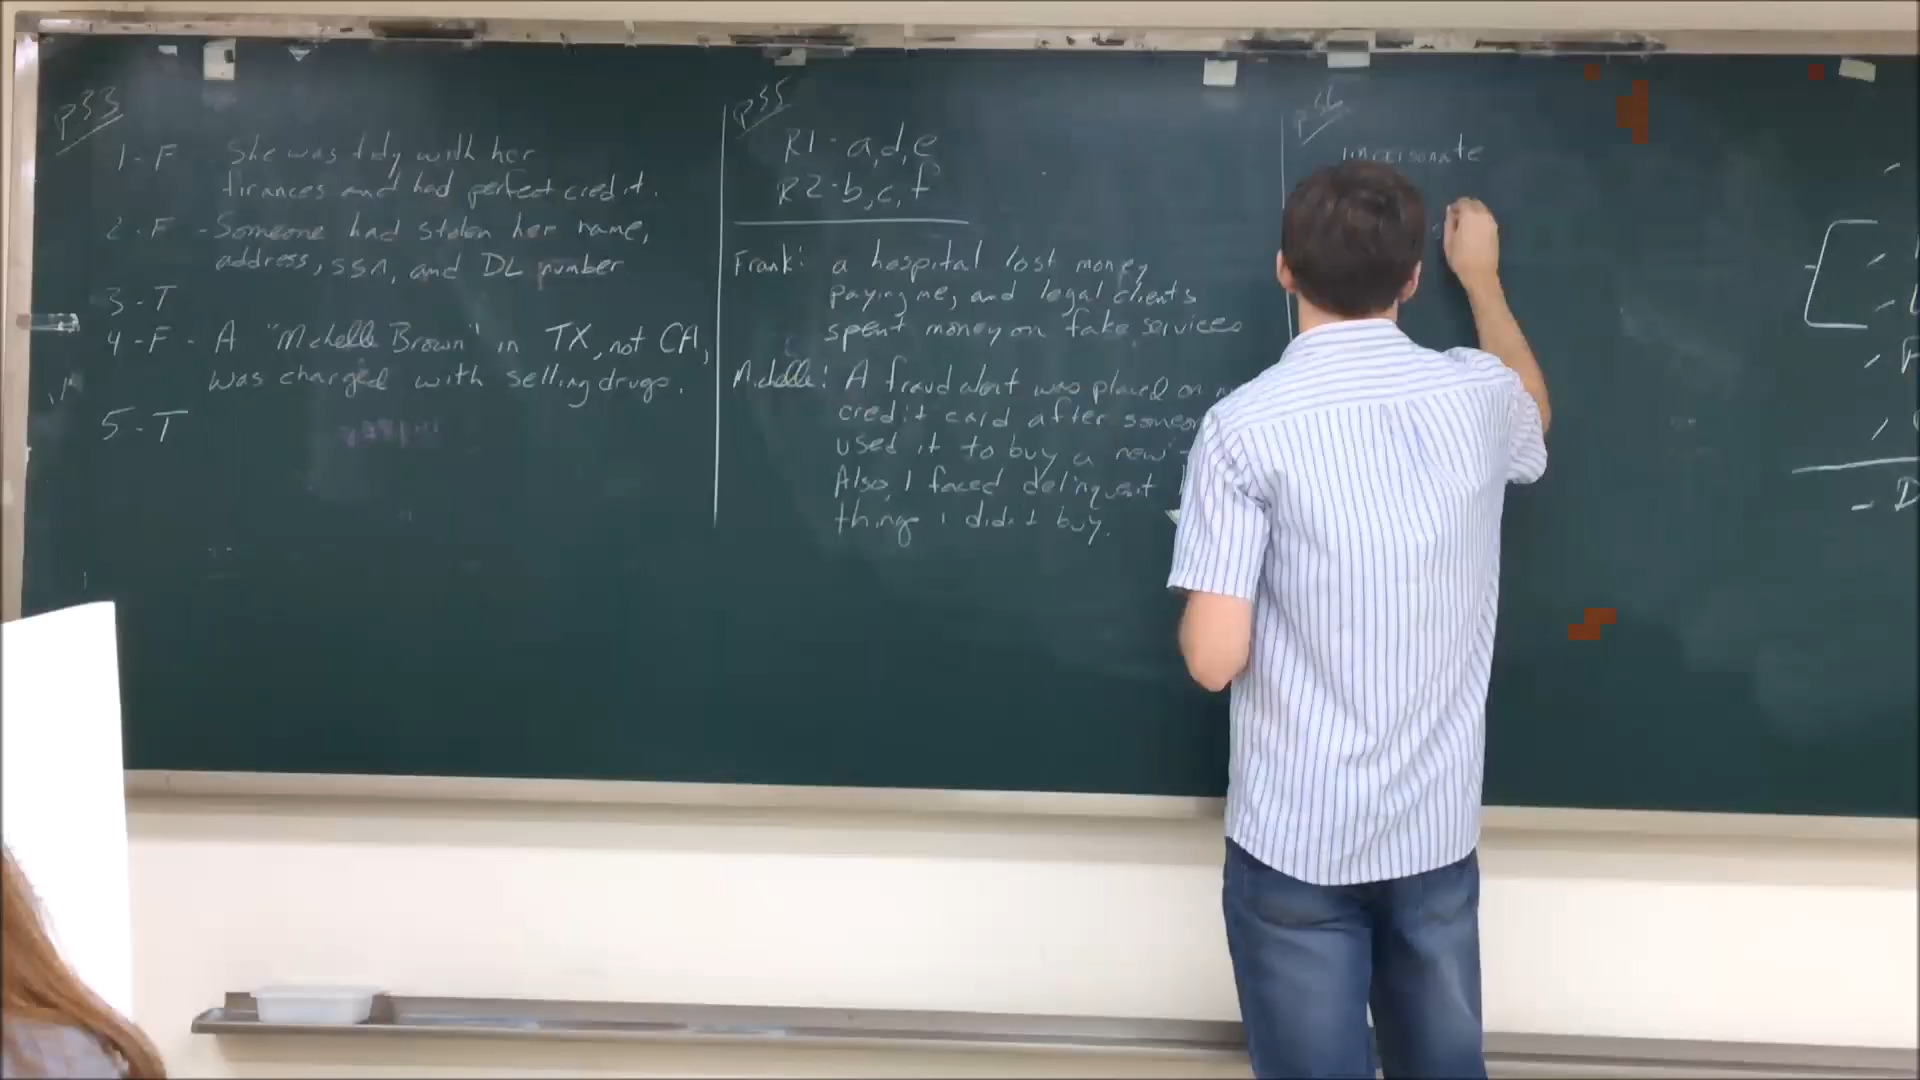 p33
1-F - She was tidy with her
finances and had perfect credit.
2-F - Someone had stolen her name,
address, SSN, and DL number
3-T
4-F - A "Michelle Brown" in TX, not CA,
was charged with selling drugs.
5-T
p35
R1 - a,d,e
R2 - b,c,f
Frank: a hospital lost money
paying me, and legal clients
spent money on fake services
Michelle: A fraud alert was placed on
credit card after
used it to buy a new
Also, I faced delinquent
things I didn't buy.
p36
impersonate